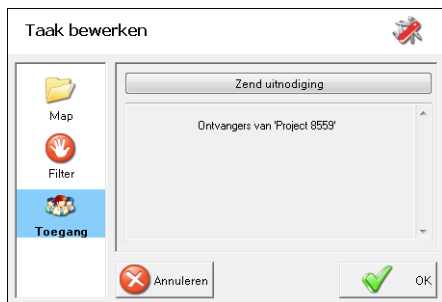 Taak bewerken
Map
Filter
Toegang
Zend uitnodiging
Ontvangers van 'Project 8559'
Annuleren
OK